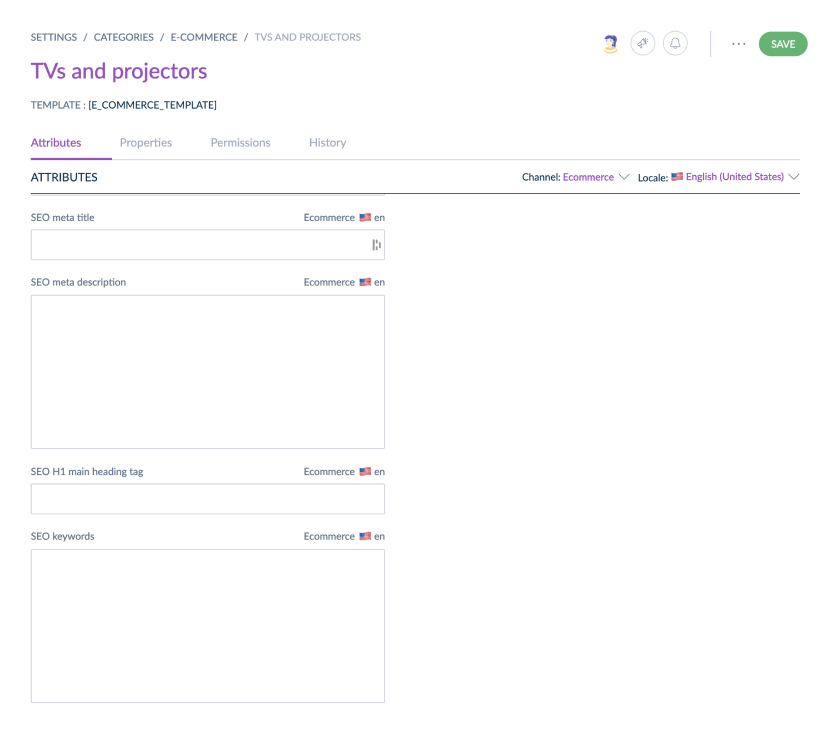 SETTINGS / CATEGORIES / E-COMMERCE / TVS AND PROJECTORS
... SAVE
TVs and projectors
TEMPLATE : [E_COMMERCE_TEMPLATE]
Attributes Properties Permissions History
ATTRIBUTES Channel: Ecommerce Locale: English (United States)
SEO meta title Ecommerce en
SEO meta description Ecommerce en
SEO H1 main heading tag Ecommerce en
SEO keywords Ecommerce en